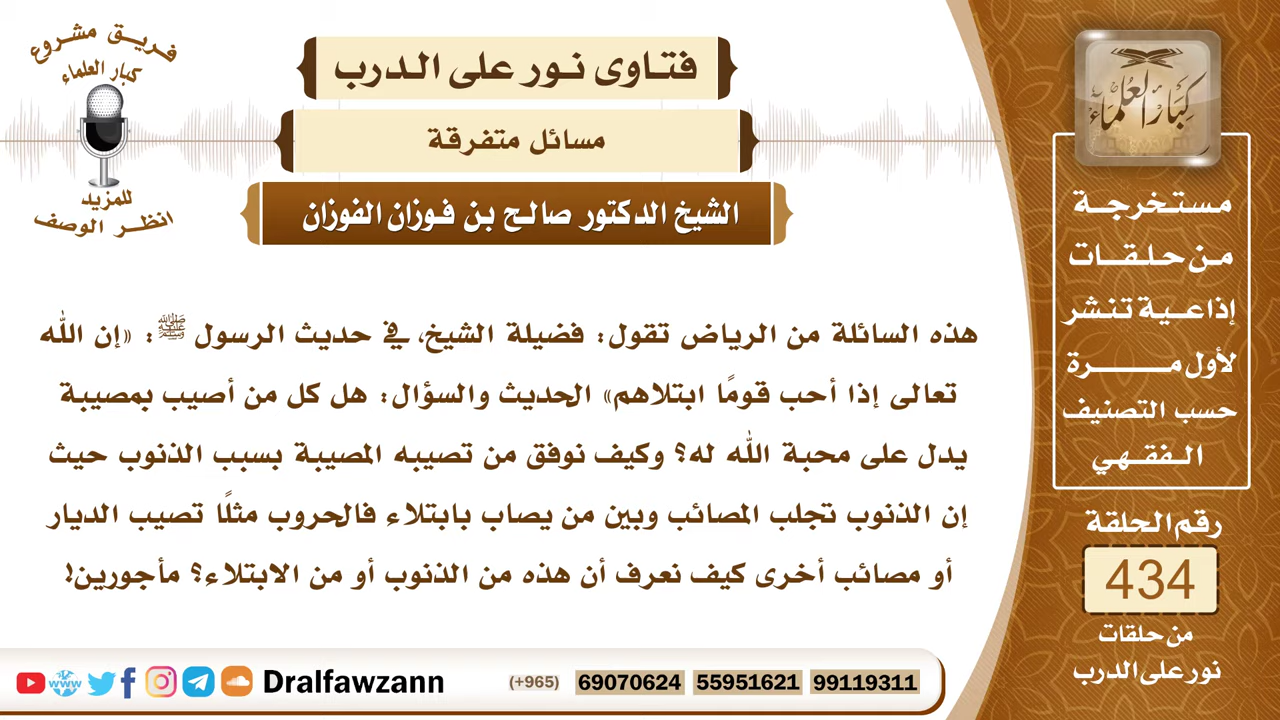 فريق مشروع
كبار العلماء
للمزيد
انظر الوصف
فتاوى نور على الدرب
مسائل متفرقة
الشيخ الدكتور صالح بن فوزان الفوزان
هذه السائلة من الرياض تقول: فضيلة الشيخ، في حديث الرسول ﷺ: «إن الله
تعالى إذا أحب قومًا ابتلاهم» الحديث والسؤال: هل كل من أصيب بمصيبة
يدل على محبة الله له؟ وكيف نوفق من تصيبه المصيبة بسبب الذنوب حيث
إن الذنوب تجلب المصائب وبين من يصاب بابتلاء فالحروب مثلًا تصيب الديار
أو مصائب أخرى كيف نعرف أن هذه من الذنوب أو من الابتلاء؟ مأجورين!
كبار العلماء
مستخرجة
من حلقات
إذاعية تنشر
لأول مرة
حسب التصنيف
الفقهي
رقم الحلقة
434
من حلقات
نور على الدرب
Dralfawzann (+965) 69070624 55951621 99119311